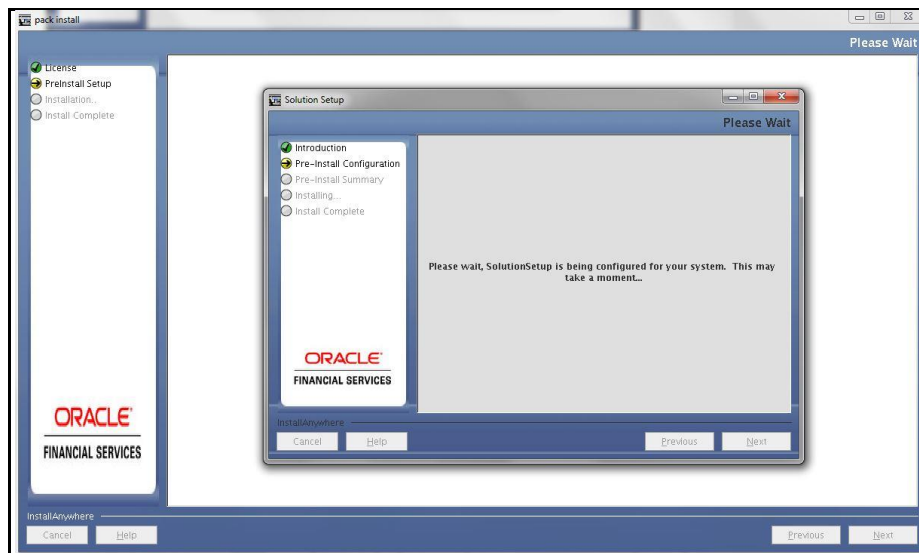 pack install
Please Wait
License
PreInstall Setup
Installation..
Install Complete
ORACLE
FINANCIAL SERVICES
InstallAnywhere
Cancel
Help
Previous
Next
Solution Setup
Please Wait
Introduction
Pre-Install Configuration
Pre-Install Summary
Installing...
Install Complete
Please wait, SolutionSetup is being configured for your system. This may
take a moment...
ORACLE
FINANCIAL SERVICES
InstallAnywhere
Cancel
Help
Previous
Next